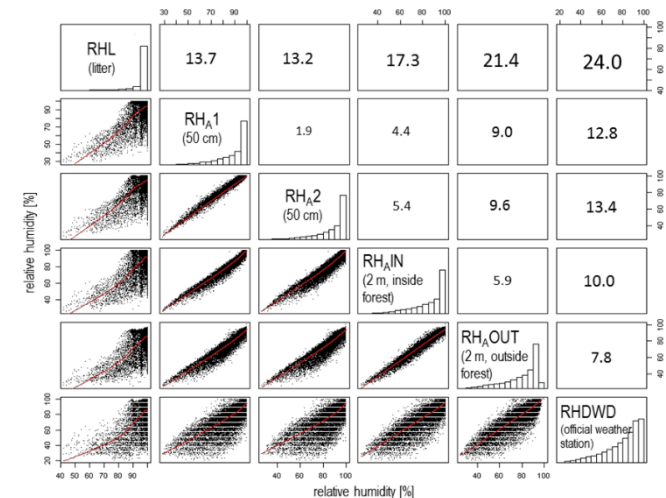 30 50 70 90
40 60 80 100
20 40 60 80 100
RHL
(litter)
13.7
13.2
17.3
21.4
24.0
40 60 80 100
30 50 70 90
RHA1
(50 cm)
1.9
4.4
9.0
12.8
RHA2
(50 cm)
5.4
9.6
13.4
40 60 80 100
relative humidity [%]
40 60 80 100
RHAIN
(2 m, inside
forest)
5.9
10.0
RHAOUT
(2 m, outside
forest)
7.8
40 60 80 100
20 40 60 80 100
RHDWD
(official weather
station)
40 50 60 70 80 90
40 60 80 100
40 60 80 100
relative humidity [%]